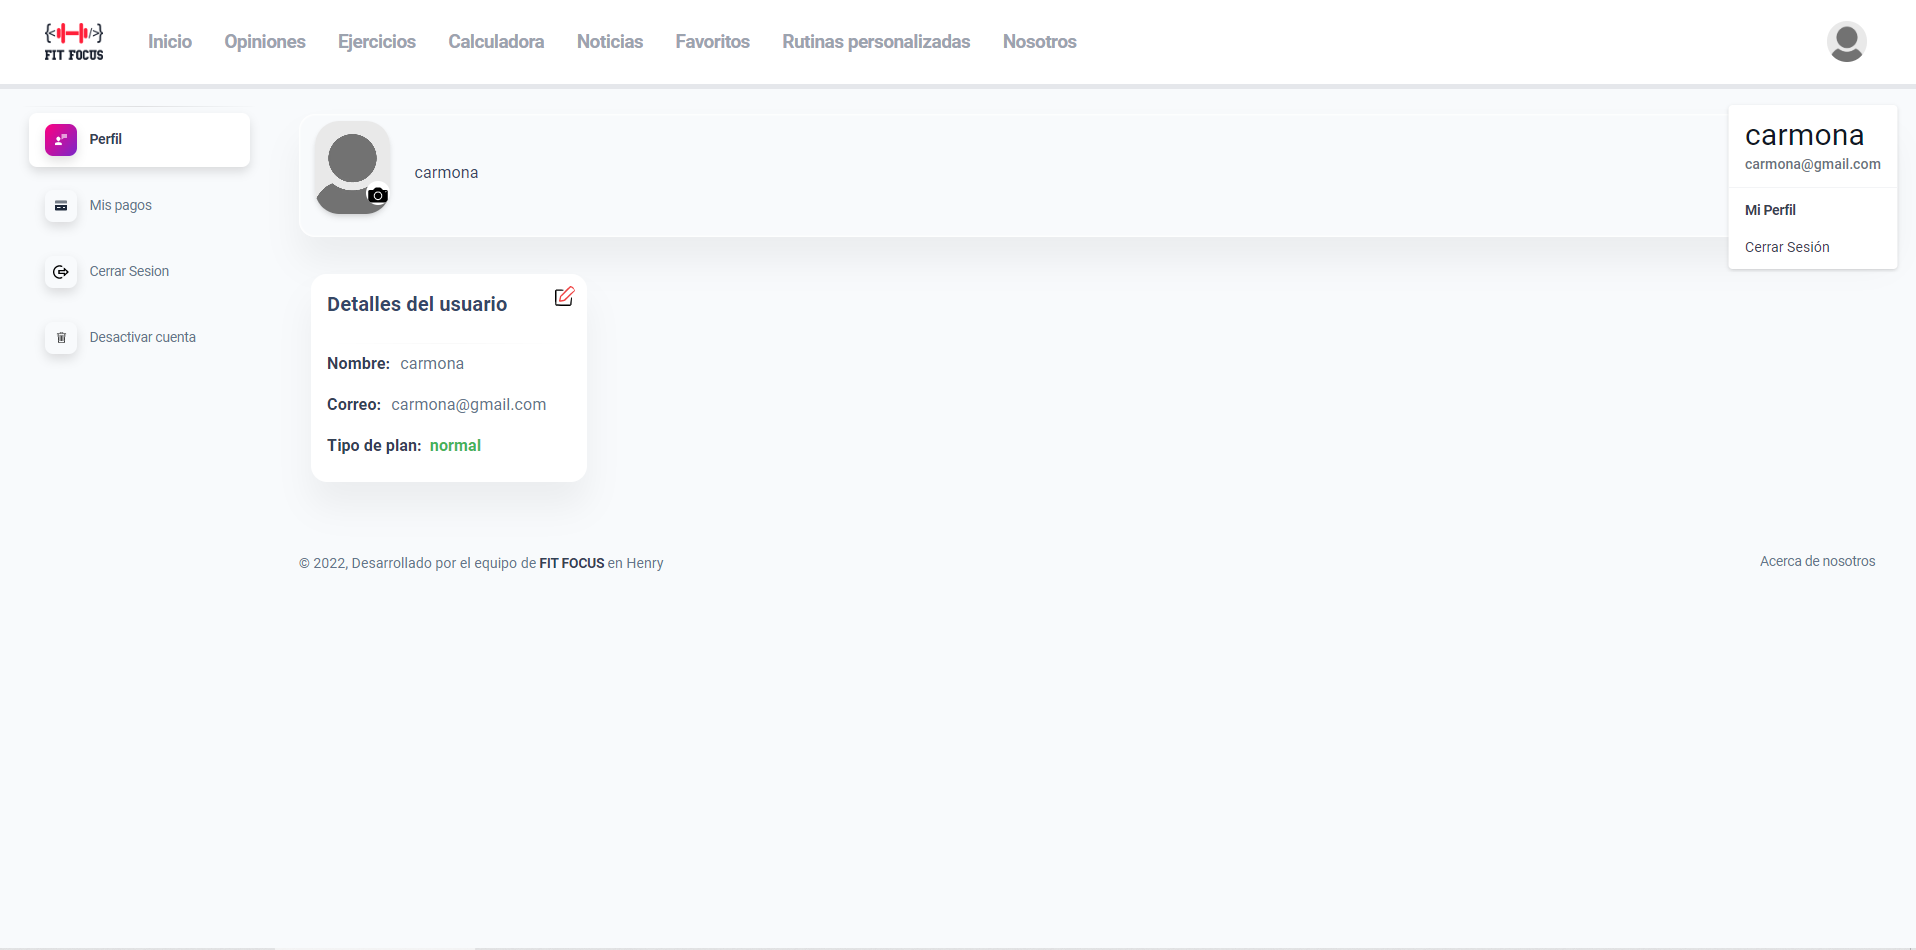 {< />}
FIT FOCUS
Inicio Opiniones Ejercicios Calculadora Noticias Favoritos Rutinas personalizadas Nosotros
Perfil
Mis pagos
Cerrar Sesion
Desactivar cuenta
carmona
carmona
carmona@gmail.com
Mi Perfil
Cerrar Sesión
Detalles del usuario
Nombre: carmona
Correo: carmona@gmail.com
Tipo de plan: normal
© 2022, Desarrollado por el equipo de FIT FOCUS en Henry
Acerca de nosotros